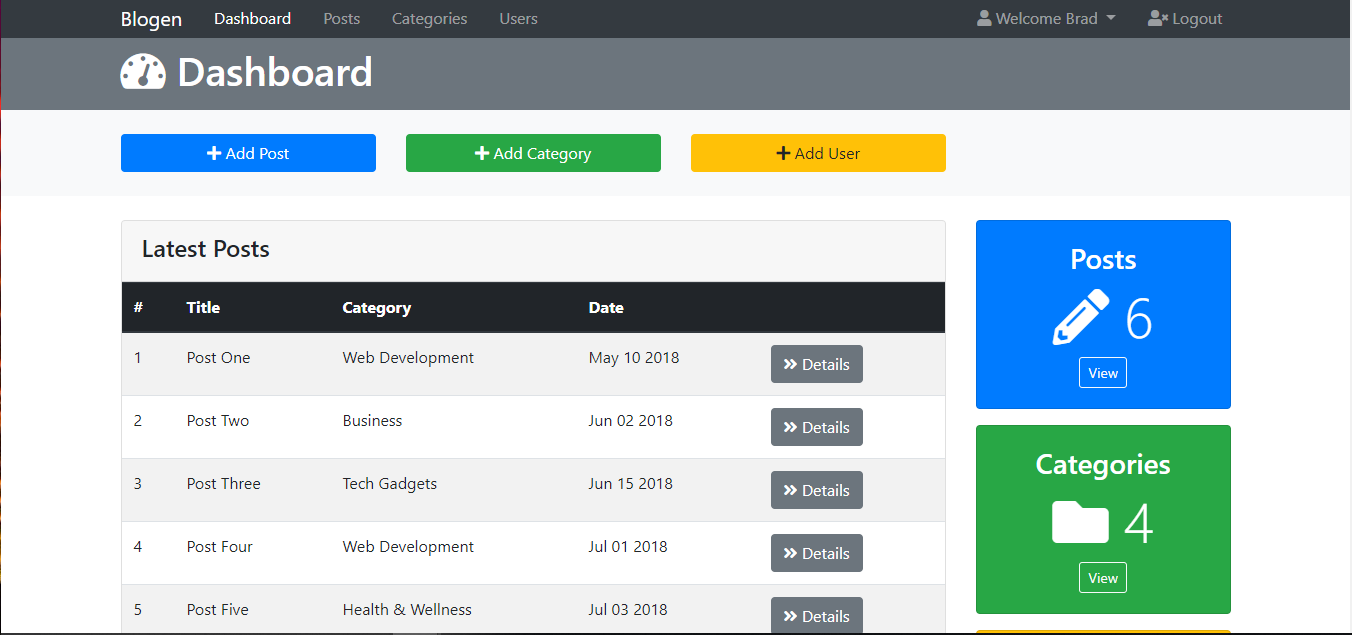 Blogen Dashboard Posts Categories Users Welcome Brad Logout
Dashboard
Add Post Add Category Add User
Latest Posts
# Title Category Date
1 Post One Web Development May 10 2018 Details
2 Post Two Business Jun 02 2018 Details
3 Post Three Tech Gadgets Jun 15 2018 Details
4 Post Four Web Development Jul 01 2018 Details
5 Post Five Health & Wellness Jul 03 2018 Details
Posts
6
View
Categories
4
View